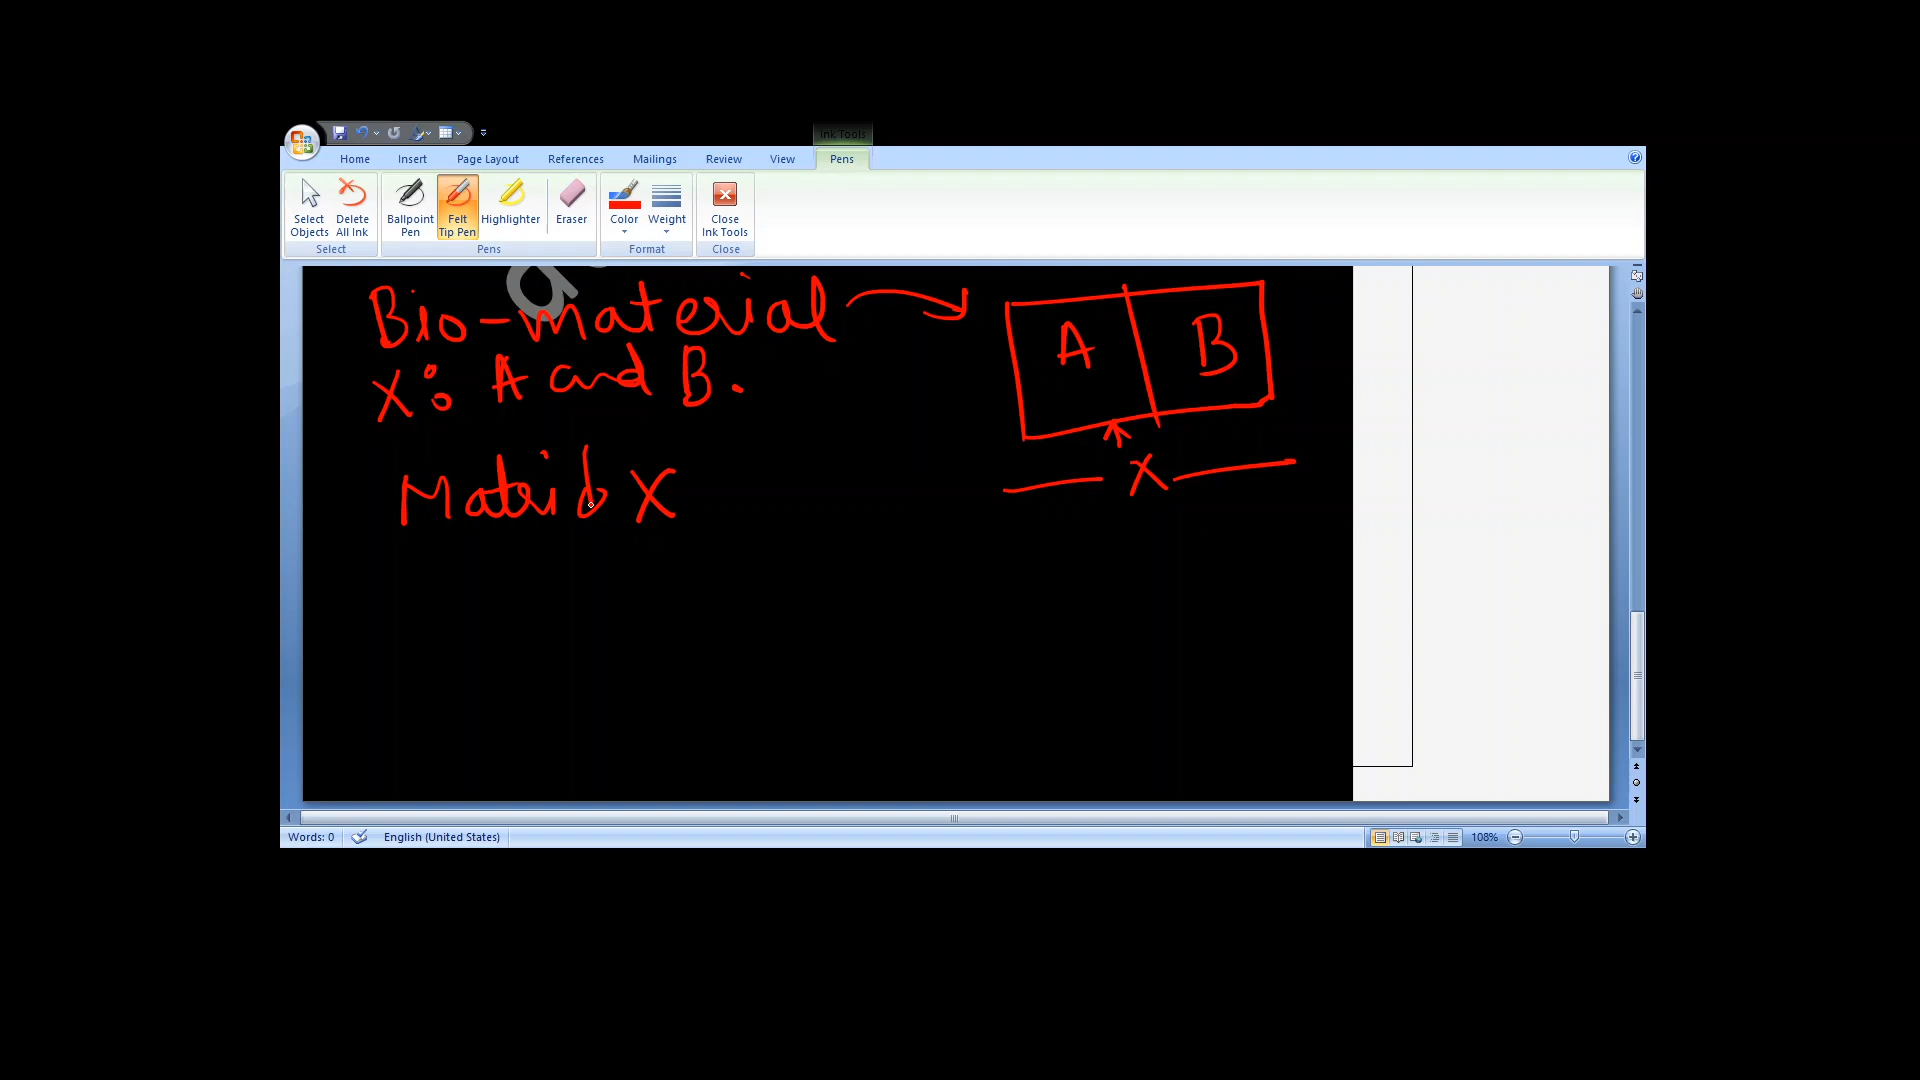 Ink Tools
Home Insert Page Layout References Mailings Review View Pens
Select Objects
Delete All Ink
Ballpoint Pen
Felt Tip Pen
Highlighter
Eraser
Color
Weight
Close Ink Tools
Select Pens Format Close
Bio-material
A B
X: A and B.
X
X
Words: 0 English (United States) 108%